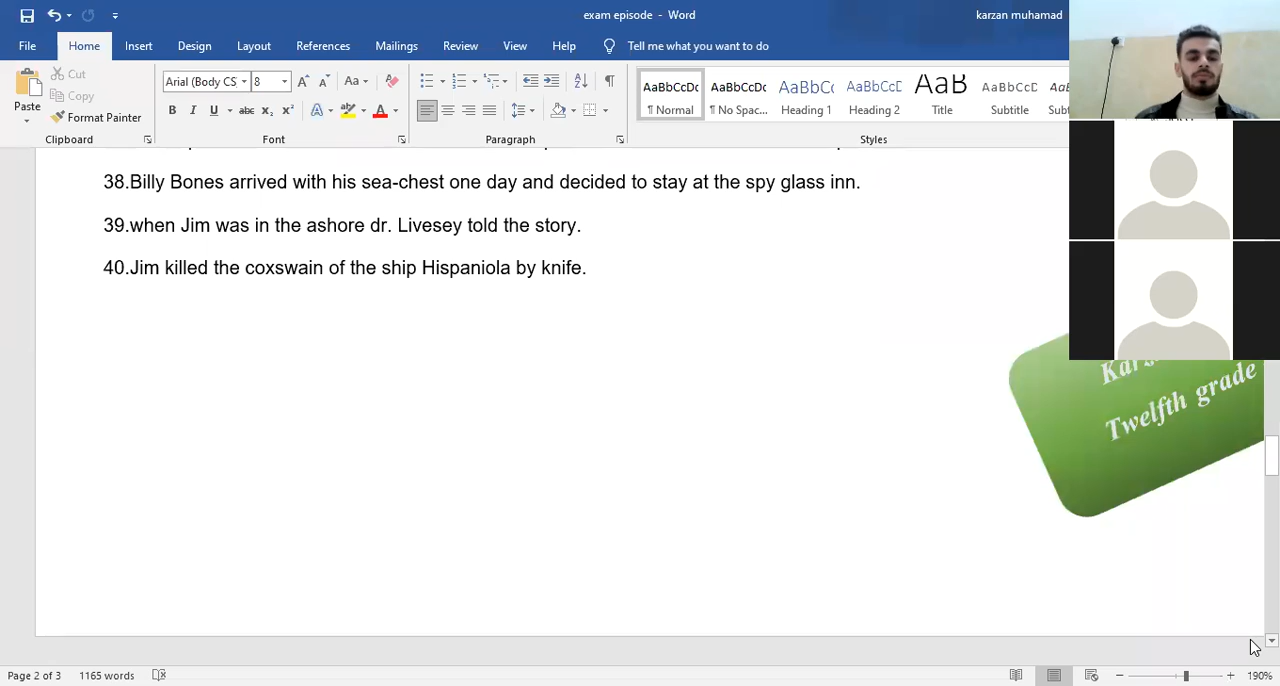 exam episode - Word
karzan muhamad
File Home Insert Design Layout References Mailings Review View Help Tell me what you want to do
Paste
Cut
Copy
Format Painter
Clipboard
Arial (Body CS) 8
Font
Paragraph
AaBbCcDc AaBbCcDc AaBbCc AaBbCcD AaB AaBbCcD
¶ Normal ¶ No Spac... Heading 1 Heading 2 Title Subtitle
Styles
38.Billy Bones arrived with his sea-chest one day and decided to stay at the spy glass inn.
39.when Jim was in the ashore dr. Livesey told the story.
40.Jim killed the coxswain of the ship Hispaniola by knife.
Twelfth grade
Page 2 of 3 1165 words
190%